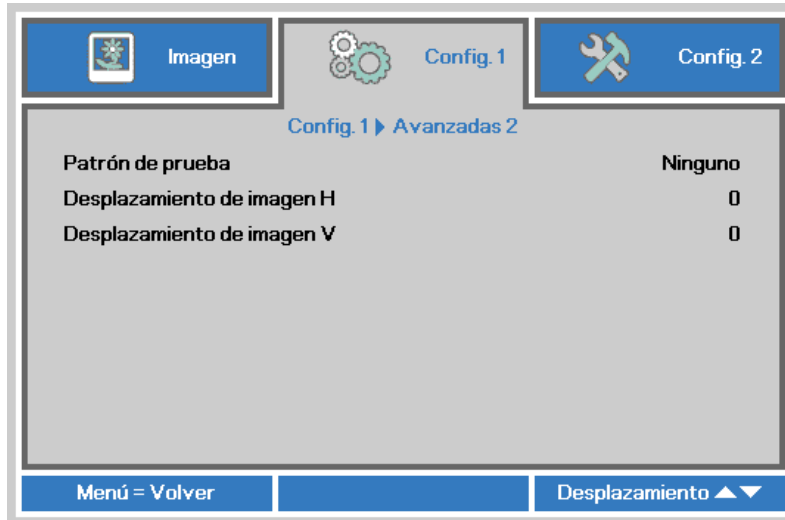 Imagen Config. 1 Config. 2
Config. 1 ▶ Avanzadas 2
Patrón de prueba Ninguno
Desplazamiento de imagen H 0
Desplazamiento de imagen V 0
Menú = Volver Desplazamiento ▲▼